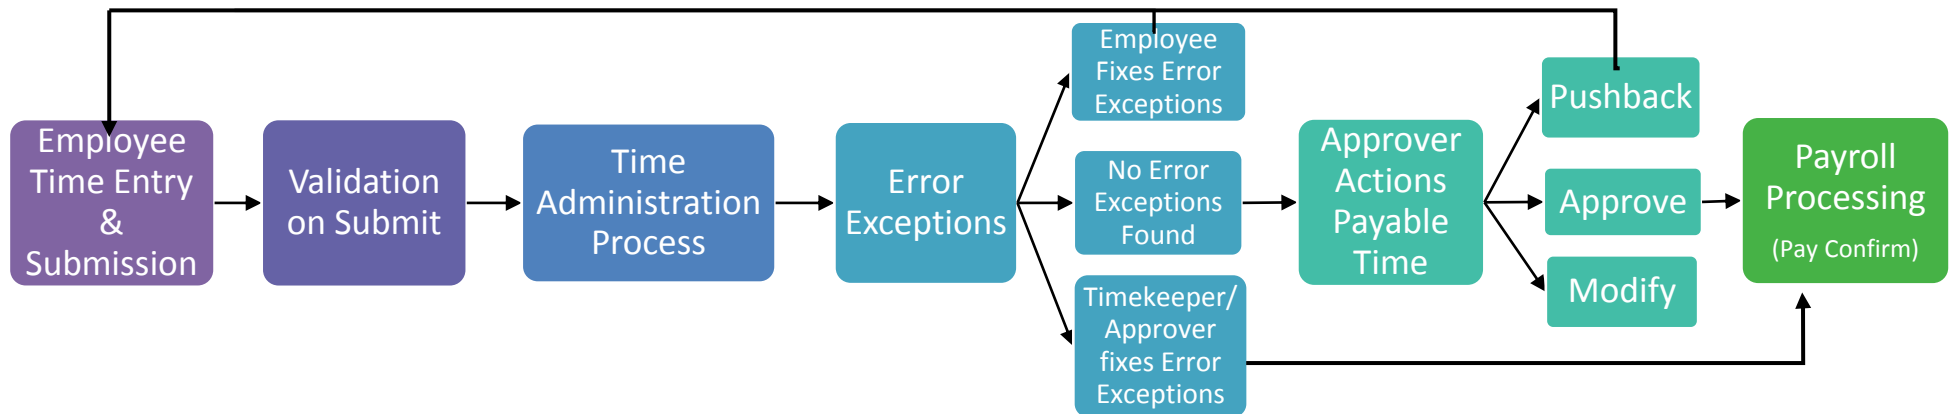 Employee
Time Entry
&
Submission
Validation
on Submit
Time
Administration
Process
Error
Exceptions
Employee
Fixes Error
Exceptions
No Error
Exceptions
Found
Timekeeper/
Approver
fixes Error
Exceptions
Approver
Actions
Payable
Time
Pushback
Approve
Modify
Payroll
Processing
(Pay Confirm)